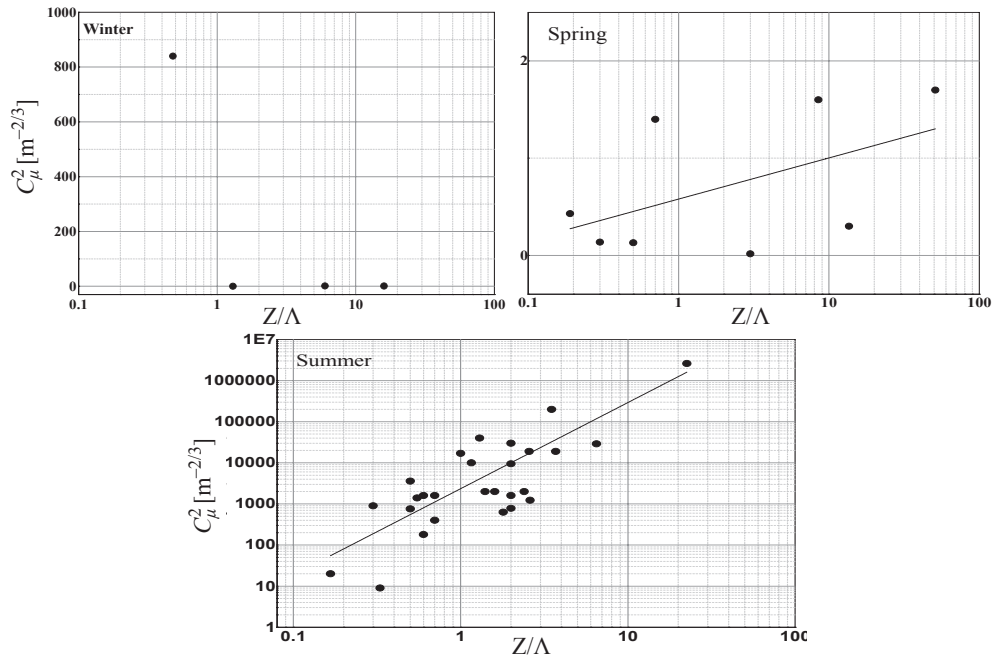 Winter
1000
800
600
400
200
0
0.1 1 10 100
Z/Λ
C²μ [m⁻²/³]
Spring
2
0
0.1 1 10 100
Z/Λ
Summer
1E7
1000000
100000
10000
1000
100
10
1
0.1 1 10 100
Z/Λ
C²μ [m⁻²/³]